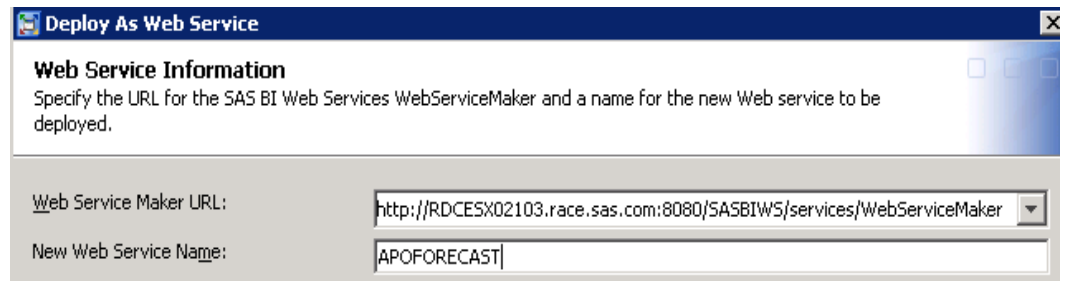 Deploy As Web Service
Web Service Information
Specify the URL for the SAS BI Web Services WebServiceMaker and a name for the new Web service to be
deployed.
Web Service Maker URL:
http://RDCESX02103.race.sas.com:8080/SASBIWS/services/WebServiceMaker
New Web Service Name:
APOFORECAST